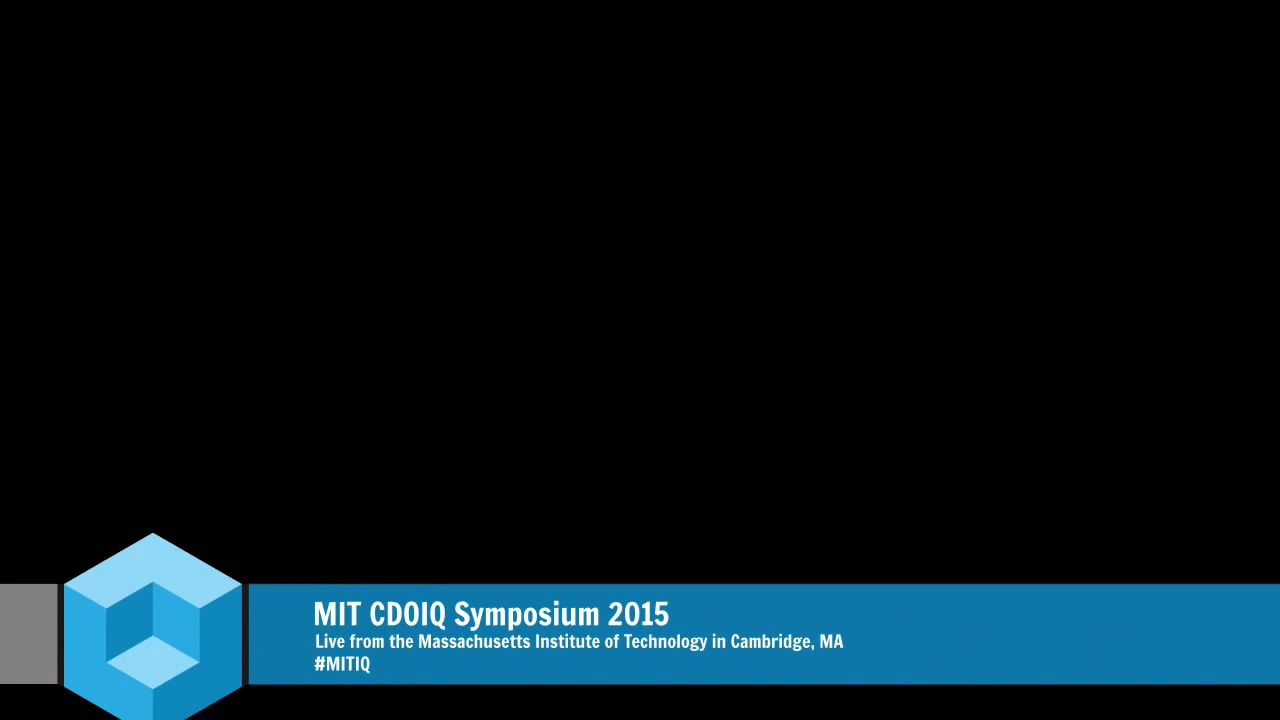 MIT CDOIQ Symposium 2015
Live from the Massachusetts Institute of Technology in Cambridge, MA
#MITIQ